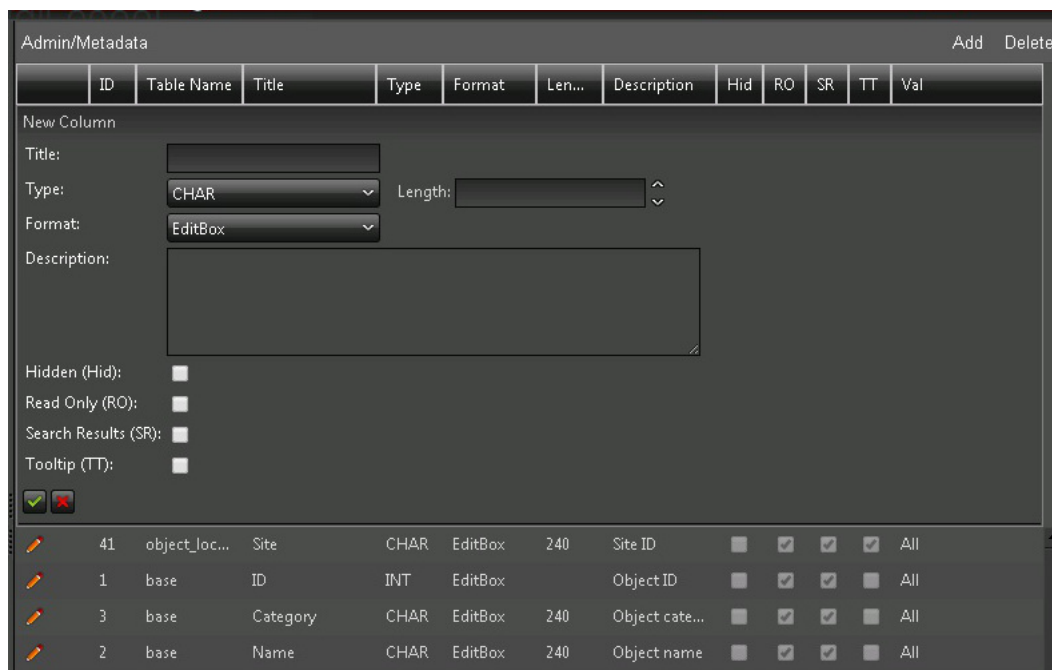 Admin/Metadata Add Delete
ID Table Name Title Type Format Len... Description Hid RO SR TT Val
New Column
Title:
Type: CHAR Length:
Format: EditBox
Description:
Hidden (Hid):
Read Only (RO):
Search Results (SR):
Tooltip (TT):
41 object_loc... Site CHAR EditBox 240 Site ID All
1 base ID INT EditBox Object ID All
3 base Category CHAR EditBox 240 Object cate... All
2 base Name CHAR EditBox 240 Object name All